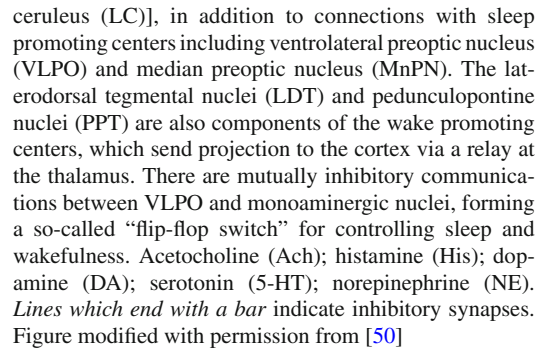 ceruleus (LC)], in addition to connections with sleep
promoting centers including ventrolateral preoptic nucleus
(VLPO) and median preoptic nucleus (MnPN). The lat-
erodorsal tegmental nuclei (LDT) and pedunculopontine
nuclei (PPT) are also components of the wake promoting
centers, which send projection to the cortex via a relay at
the thalamus. There are mutually inhibitory communica-
tions between VLPO and monoaminergic nuclei, forming
a so-called “flip-flop switch” for controlling sleep and
wakefulness. Acetocholine (Ach); histamine (His); dop-
amine (DA); serotonin (5-HT); norepinephrine (NE).
Lines which end with a bar indicate inhibitory synapses.
Figure modified with permission from [50]